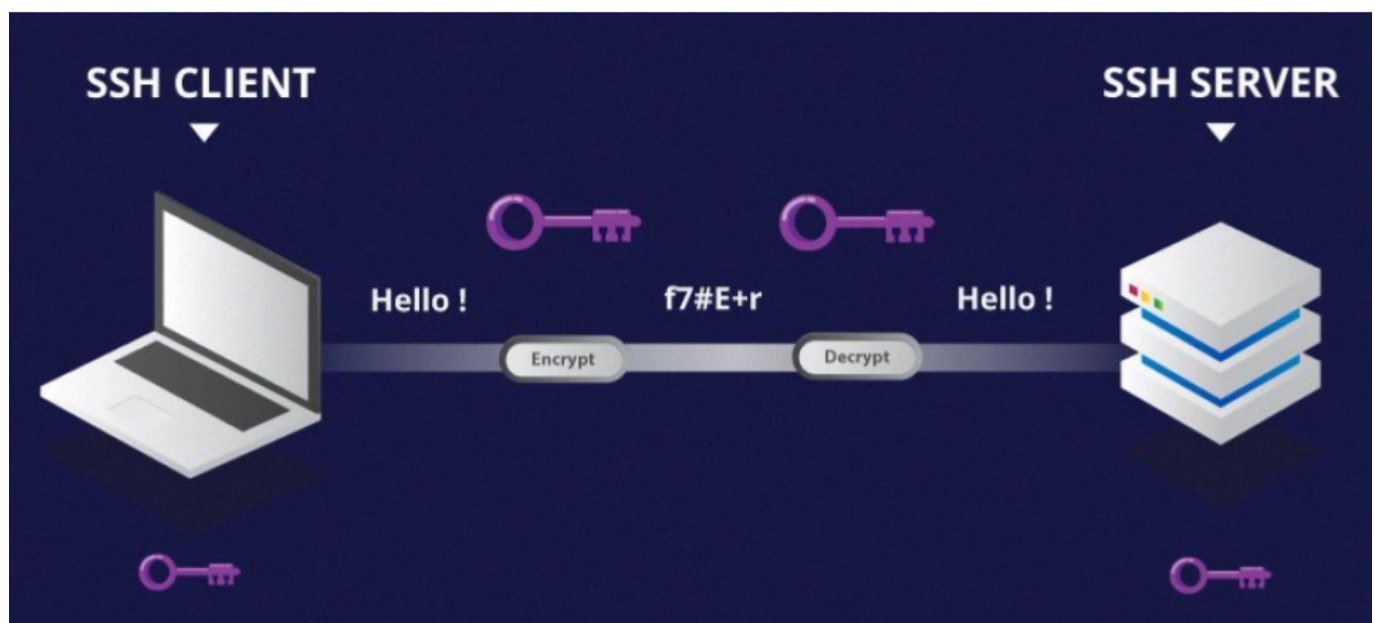 SSH CLIENT
SSH SERVER
Hello !
f7#E+r
Hello !
Encrypt
Decrypt